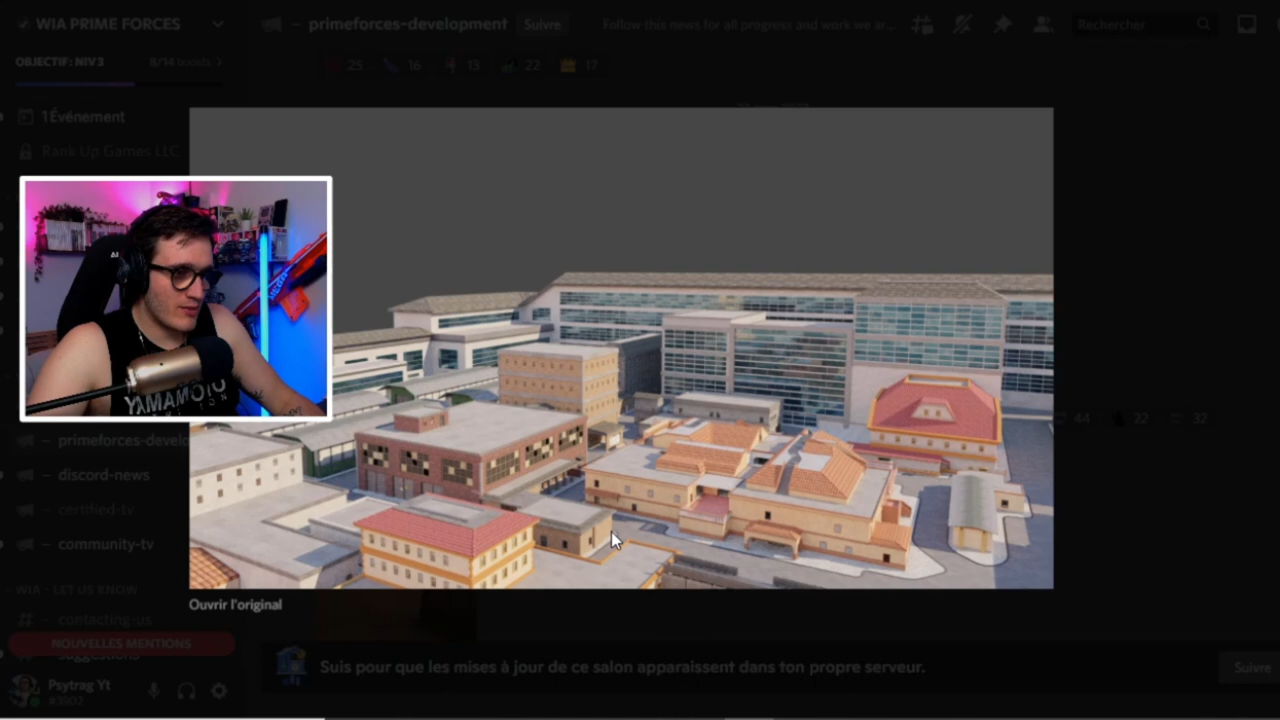 WIA PRIME FORCES
– primeforces-development
Suivre
Follow this news for all progress and work we ar...
Rechercher
OBJECTIF: NIV 3
8/14 boosts >
25
16
13
22
17
1 Événement
Rank Up Games LLC
YAMAMOTO
– primeforces-develo
44
32
– discord-news
– certified-tv
– community-tv
WIA - LET US KNOW
– contacting-us
NOUVELLES MENTIONS
suggestions
Ouvrir l'original
Suis pour que les mises à jour de ce salon apparaissent dans ton propre serveur.
Suivre
Psytrag Yt
#3902